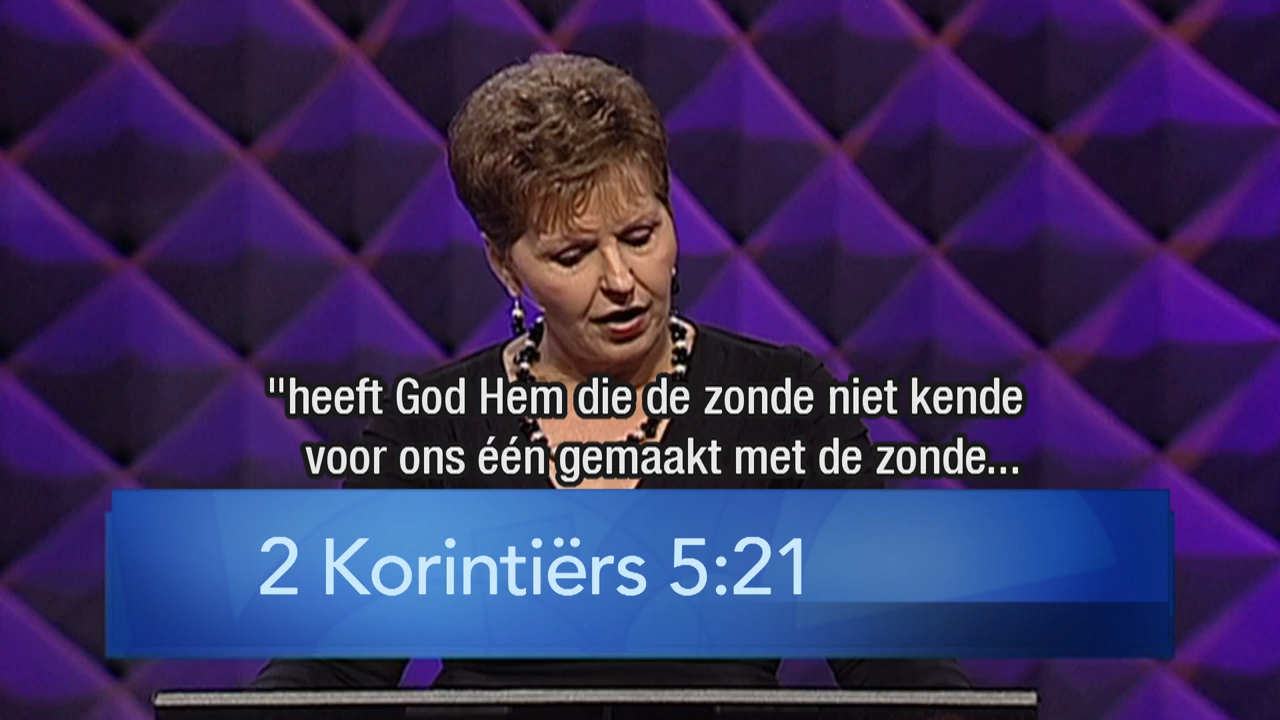 "heeft God Hem die de zonde niet kende
voor ons één gemaakt met de zonde...
2 Korintiërs 5:21